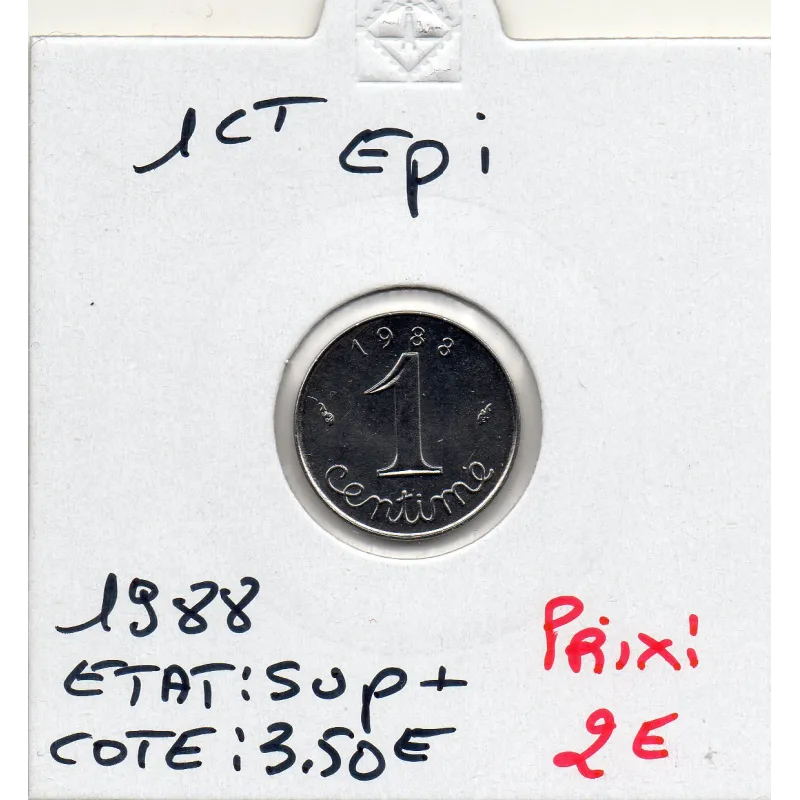 1CT Epi
1988
1
centime
1988
ETAT: SUP+
COTE: 3.50E
PRIX:
2E